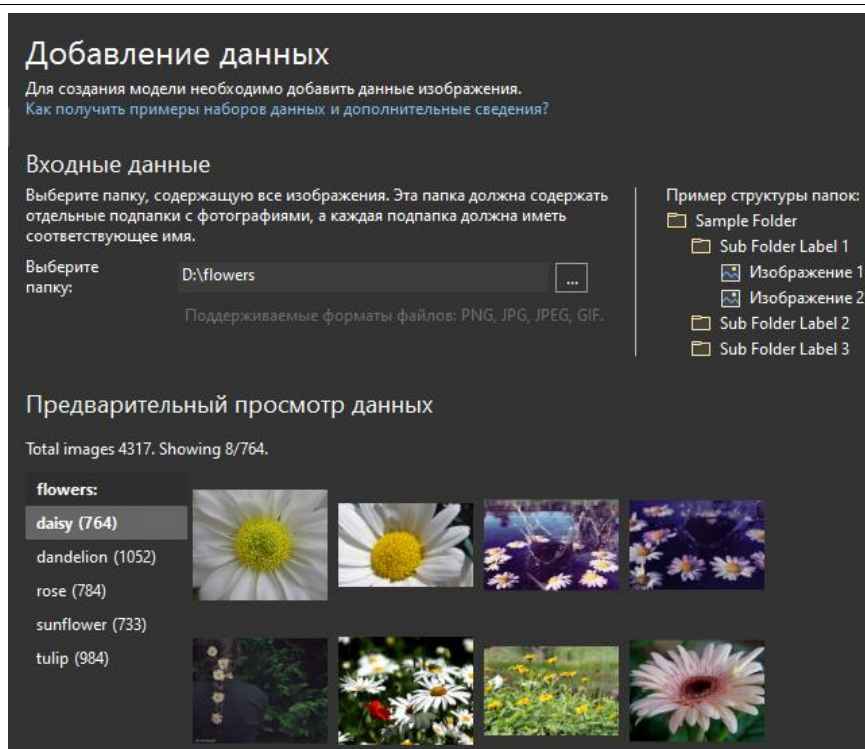 Добавление данных
Для создания модели необходимо добавить данные изображения.
Как получить примеры наборов данных и дополнительные сведения?
Входные данные
Выберите папку, содержащую все изображения. Эта папка должна содержать
отдельные подпапки с фотографиями, а каждая подпапка должна иметь
соответствующее имя.
Выберите
папку:
D:\flowers
...
Поддерживаемые форматы файлов: PNG, JPG, JPEG, GIF.
Пример структуры папок:
Sample Folder
Sub Folder Label 1
Изображение 1
Изображение 2
Sub Folder Label 2
Sub Folder Label 3
Предварительный просмотр данных
Total images 4317. Showing 8/764.
flowers:
daisy (764)
dandelion (1052)
rose (784)
sunflower (733)
tulip (984)